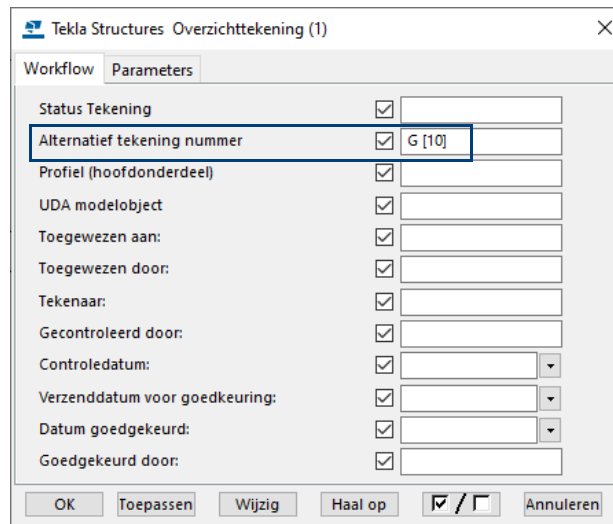 Tekla Structures Overzichttekening (1)
Workflow Parameters
Status Tekening
Alternatief tekening nummer G [10]
Profiel (hoofdonderdeel)
UDA modelobject
Toegewezen aan:
Toegewezen door:
Tekenaar:
Gecontroleerd door:
Controledatum:
Verzenddatum voor goedkeuring:
Datum goedgekeurd:
Goedgekeurd door:
OK Toepassen Wijzig Haal op / Annuleren